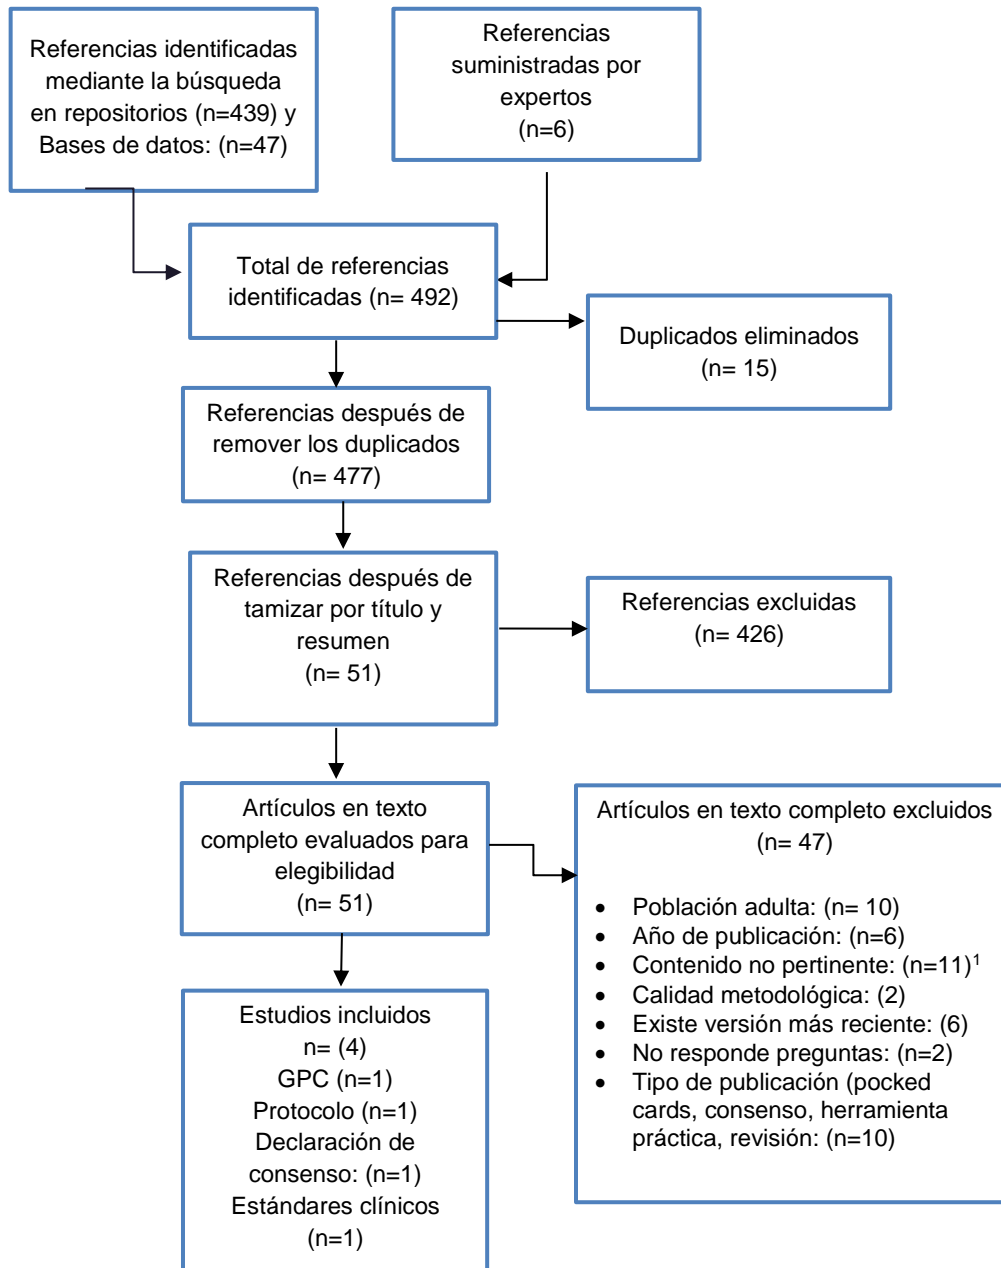 Referencias identificadas
mediante la búsqueda
en repositorios (n=439) y
Bases de datos: (n=47)
Referencias
suministradas por
expertos
(n=6)
Total de referencias
identificadas (n= 492)
Duplicados eliminados
(n= 15)
Referencias después de
remover los duplicados
(n= 477)
Referencias después de
tamizar por título y
resumen
(n= 51)
Referencias excluidas
(n= 426)
Artículos en texto
completo evaluados para
elegibilidad
(n= 51)
Artículos en texto completo excluidos
(n= 47)
• Población adulta: (n= 10)
• Año de publicación: (n=6)
• Contenido no pertinente: (n=11)¹
• Calidad metodológica: (2)
• Existe versión más reciente: (6)
• No responde preguntas: (n=2)
• Tipo de publicación (pocked
cards, consenso, herramienta
práctica, revisión: (n=10)
Estudios incluidos
n= (4)
GPC (n=1)
Protocolo (n=1)
Declaración de
consenso: (n=1)
Estándares clínicos
(n=1)